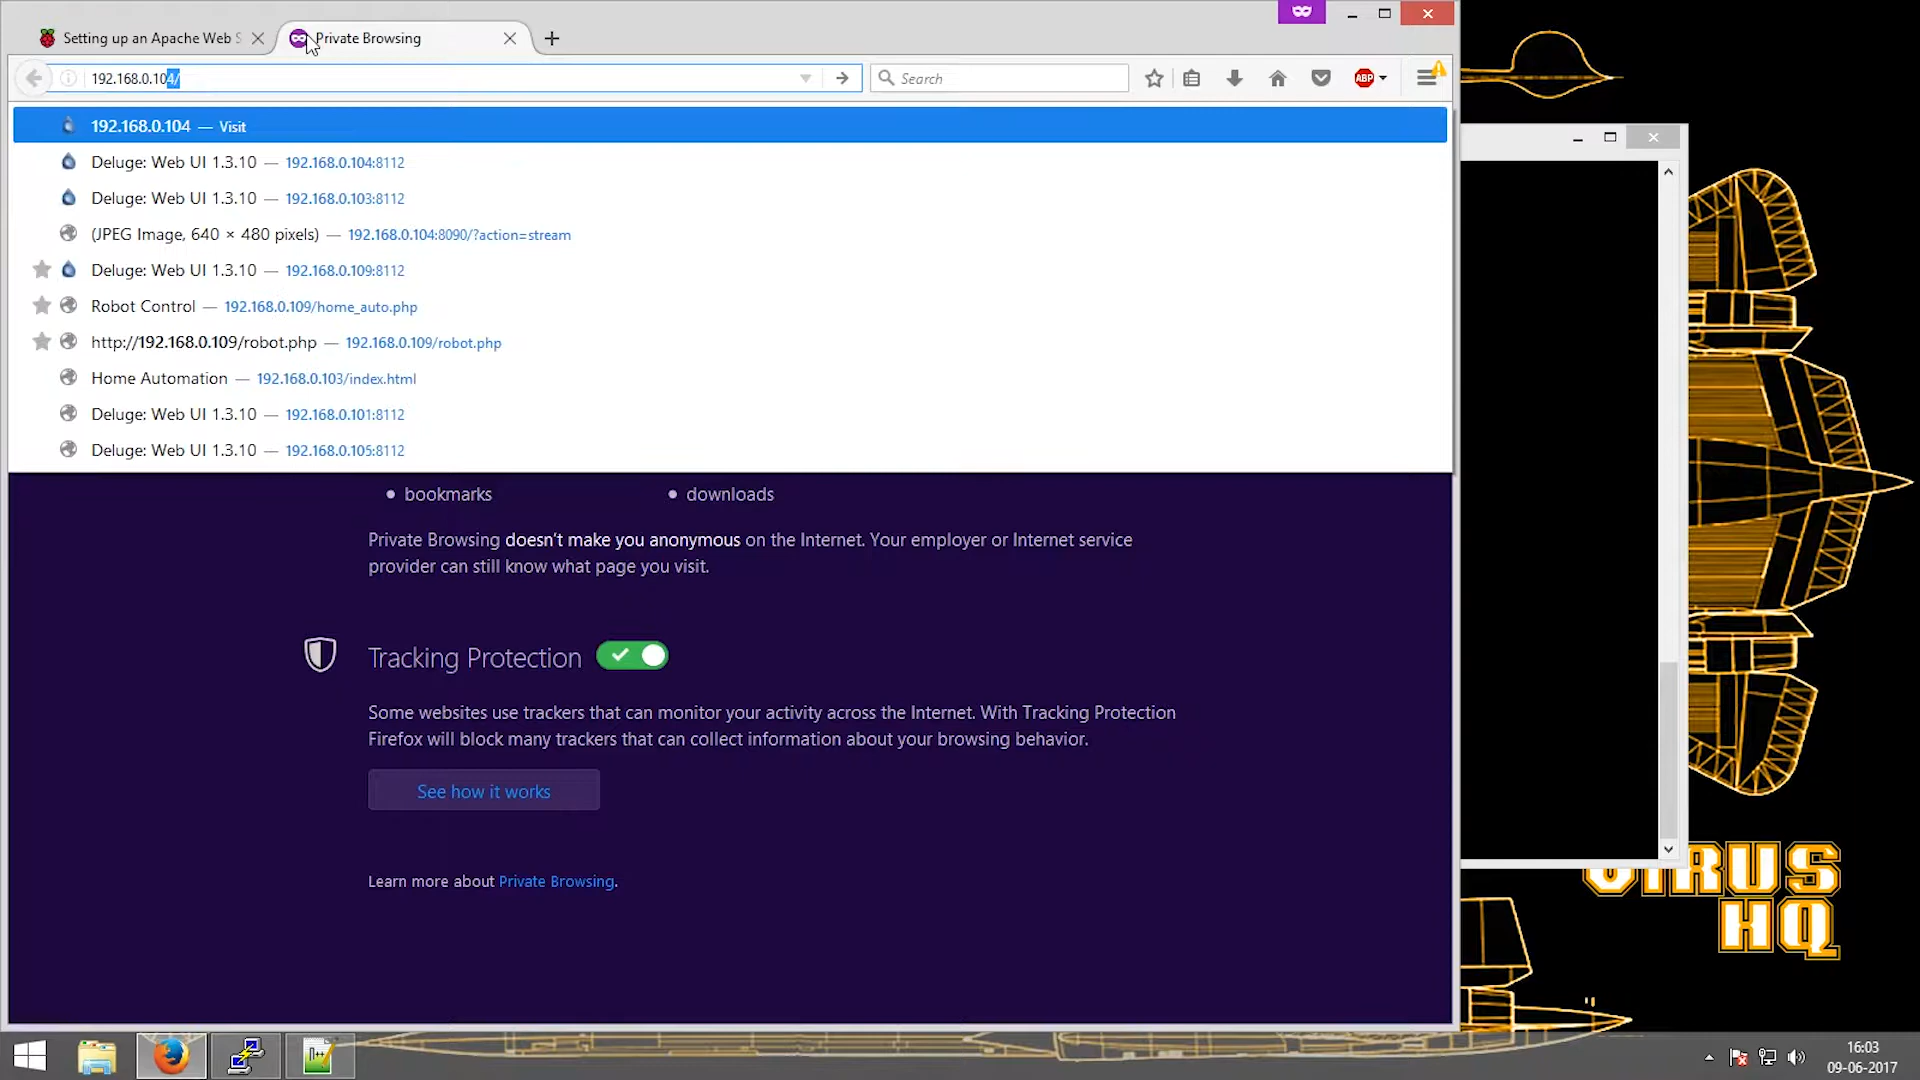 Setting up an Apache Web S
Private Browsing
192.168.0.104/
Search
ABP
192.168.0.104 — Visit
Deluge: Web UI 1.3.10 — 192.168.0.104:8112
Deluge: Web UI 1.3.10 — 192.168.0.103:8112
(JPEG Image, 640 × 480 pixels) — 192.168.0.104:8090/?action=stream
Deluge: Web UI 1.3.10 — 192.168.0.109:8112
Robot Control — 192.168.0.109/home_auto.php
http://192.168.0.109/robot.php — 192.168.0.109/robot.php
Home Automation — 192.168.0.103/index.html
Deluge: Web UI 1.3.10 — 192.168.0.101:8112
Deluge: Web UI 1.3.10 — 192.168.0.105:8112
• bookmarks • downloads
Private Browsing doesn't make you anonymous on the Internet. Your employer or Internet service
provider can still know what page you visit.
Tracking Protection
Some websites use trackers that can monitor your activity across the Internet. With Tracking Protection
Firefox will block many trackers that can collect information about your browsing behavior.
See how it works
Learn more about Private Browsing.
HQ
16:03
09-06-2017